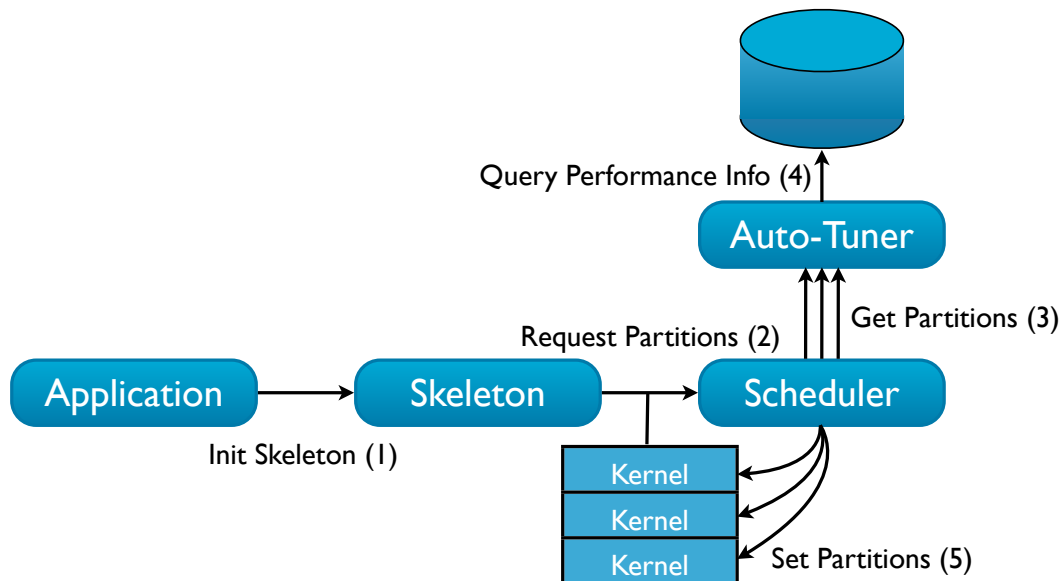 Query Performance Info (4)
Auto-Tuner
Get Partitions (3)
Request Partitions (2)
Application
Skeleton
Scheduler
Init Skeleton (1)
Kernel
Kernel
Kernel
Set Partitions (5)